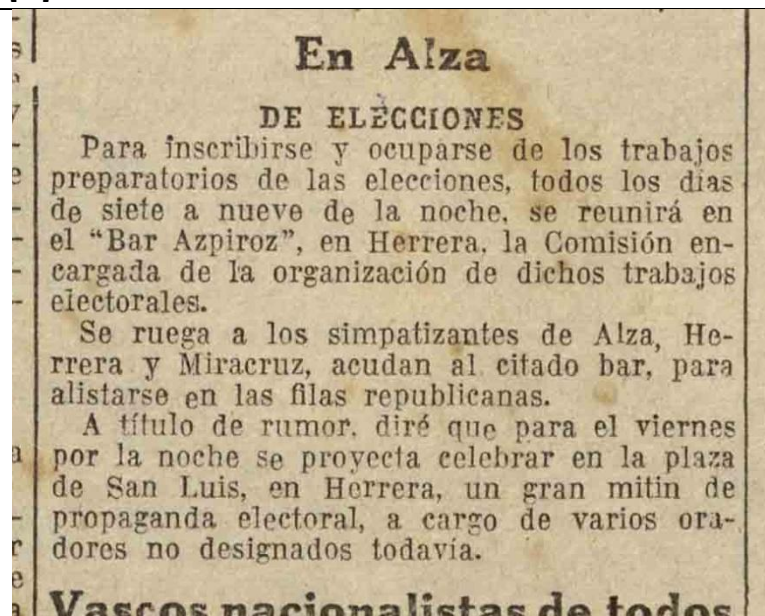 En Alza
DE ELECCIONES
Para inscribirse y ocuparse de los trabajos
preparatorios de las elecciones, todos los días
de siete a nueve de la noche, se reunirá en
el "Bar Azpiroz", en Herrera, la Comisión en-
cargada de la organización de dichos trabajos
electorales.
Se ruega a los simpatizantes de Alza, He-
rrera y Miracruz, acudan al citado bar, para
alistarse en las filas republicanas.
A título de rumor, diré que para el viernes
por la noche se proyecta celebrar en la plaza
de San Luis, en Herrera, un gran mitin de
propaganda electoral, a cargo de varios ora-
dores no designados todavía.
Vascos nacionalistas de todos